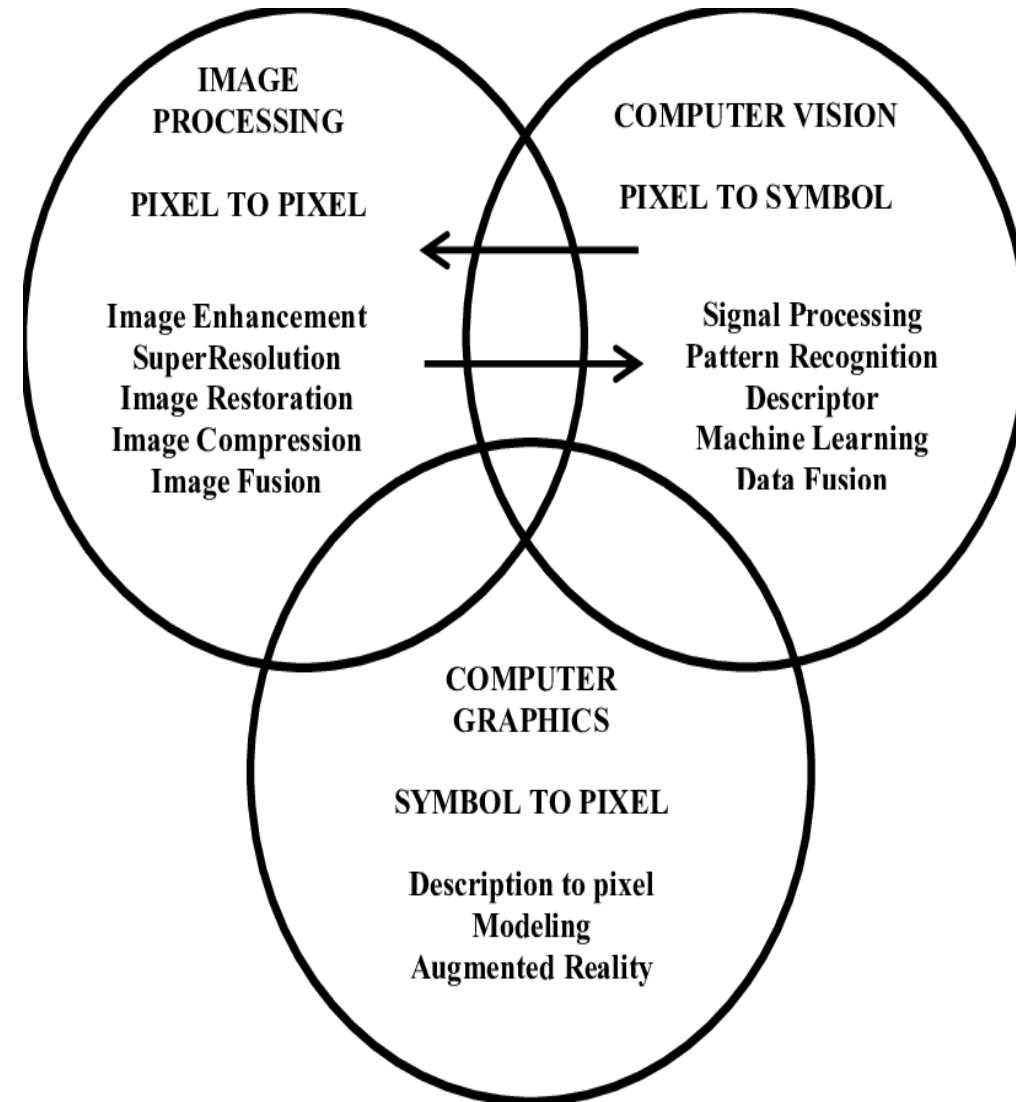 IMAGE
PROCESSING
PIXEL TO PIXEL
Image Enhancement
SuperResolution
Image Restoration
Image Compression
Image Fusion
COMPUTER VISION
PIXEL TO SYMBOL
Signal Processing
Pattern Recognition
Descriptor
Machine Learning
Data Fusion
COMPUTER
GRAPHICS
SYMBOL TO PIXEL
Description to pixel
Modeling
Augmented Reality